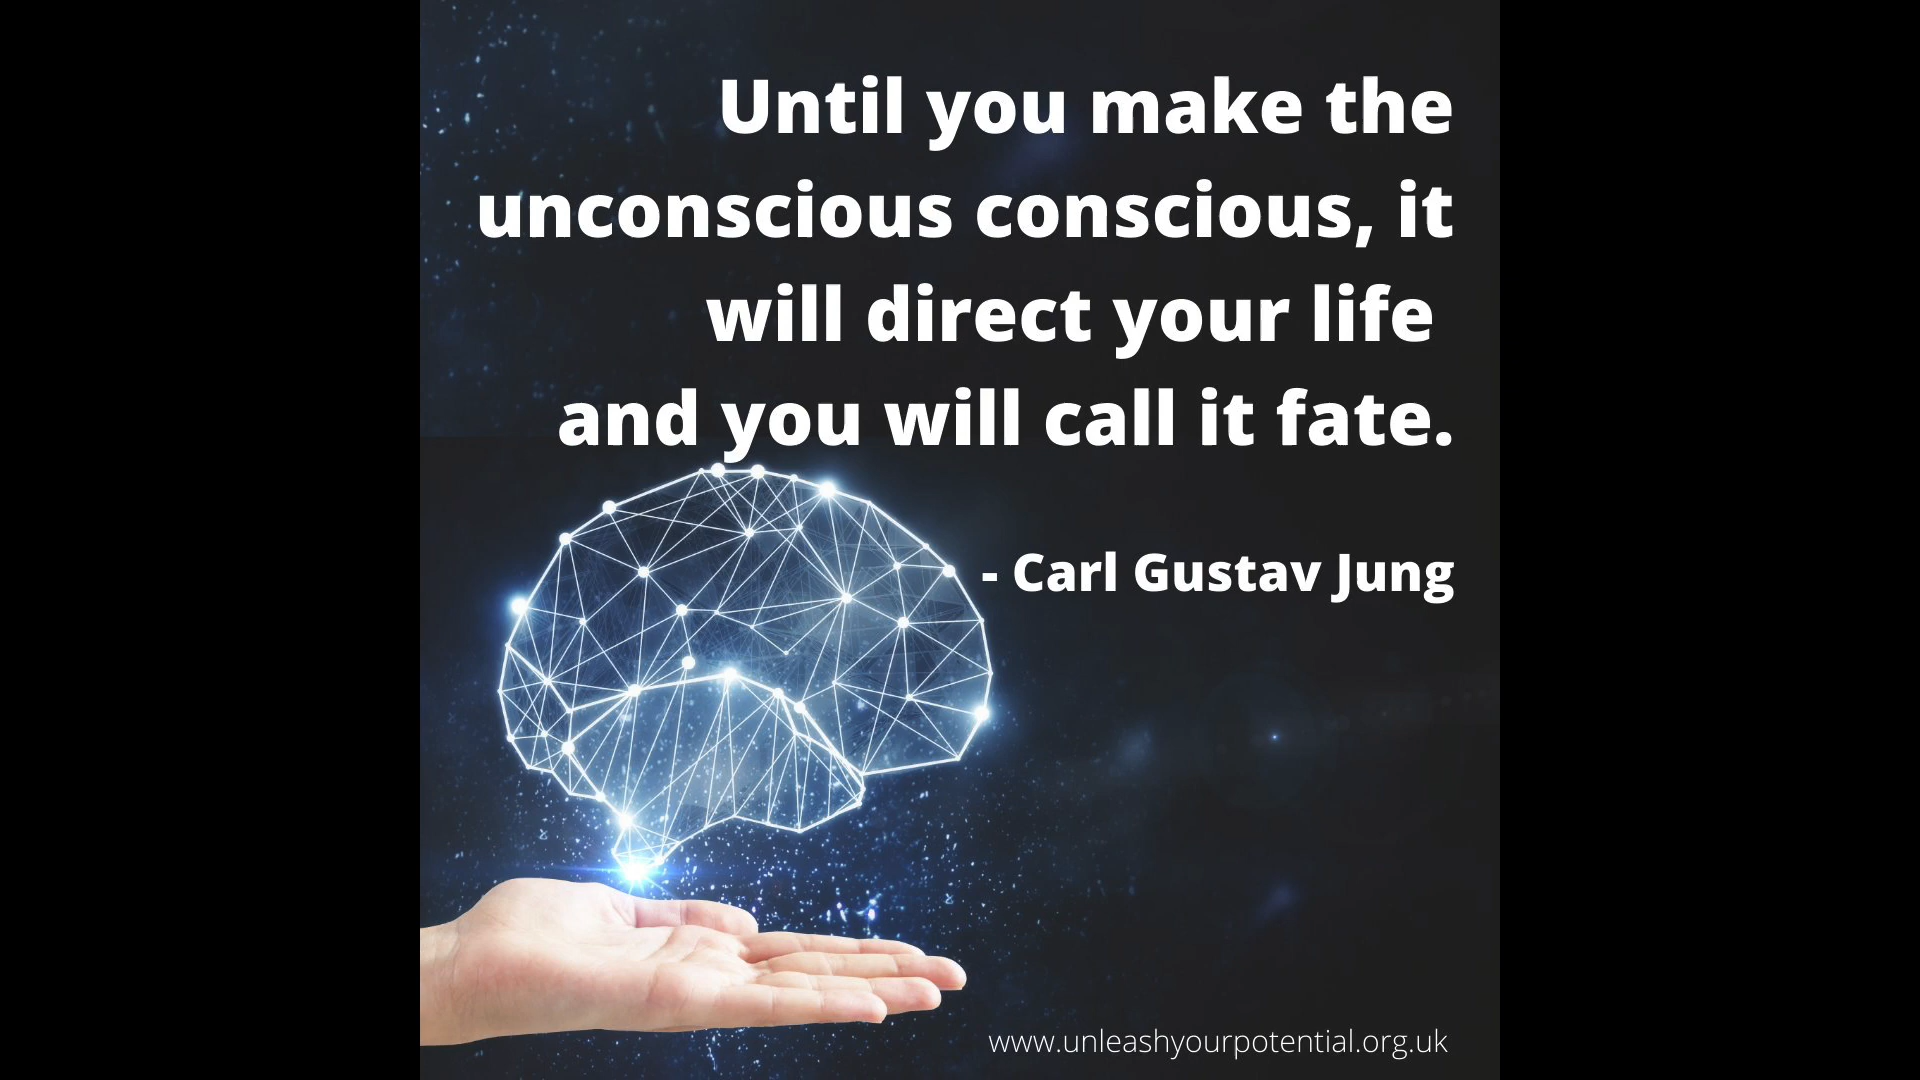 Until you make the
unconscious conscious, it
will direct your life
and you will call it fate.
- Carl Gustav Jung
www.unleashyourpotential.org.uk